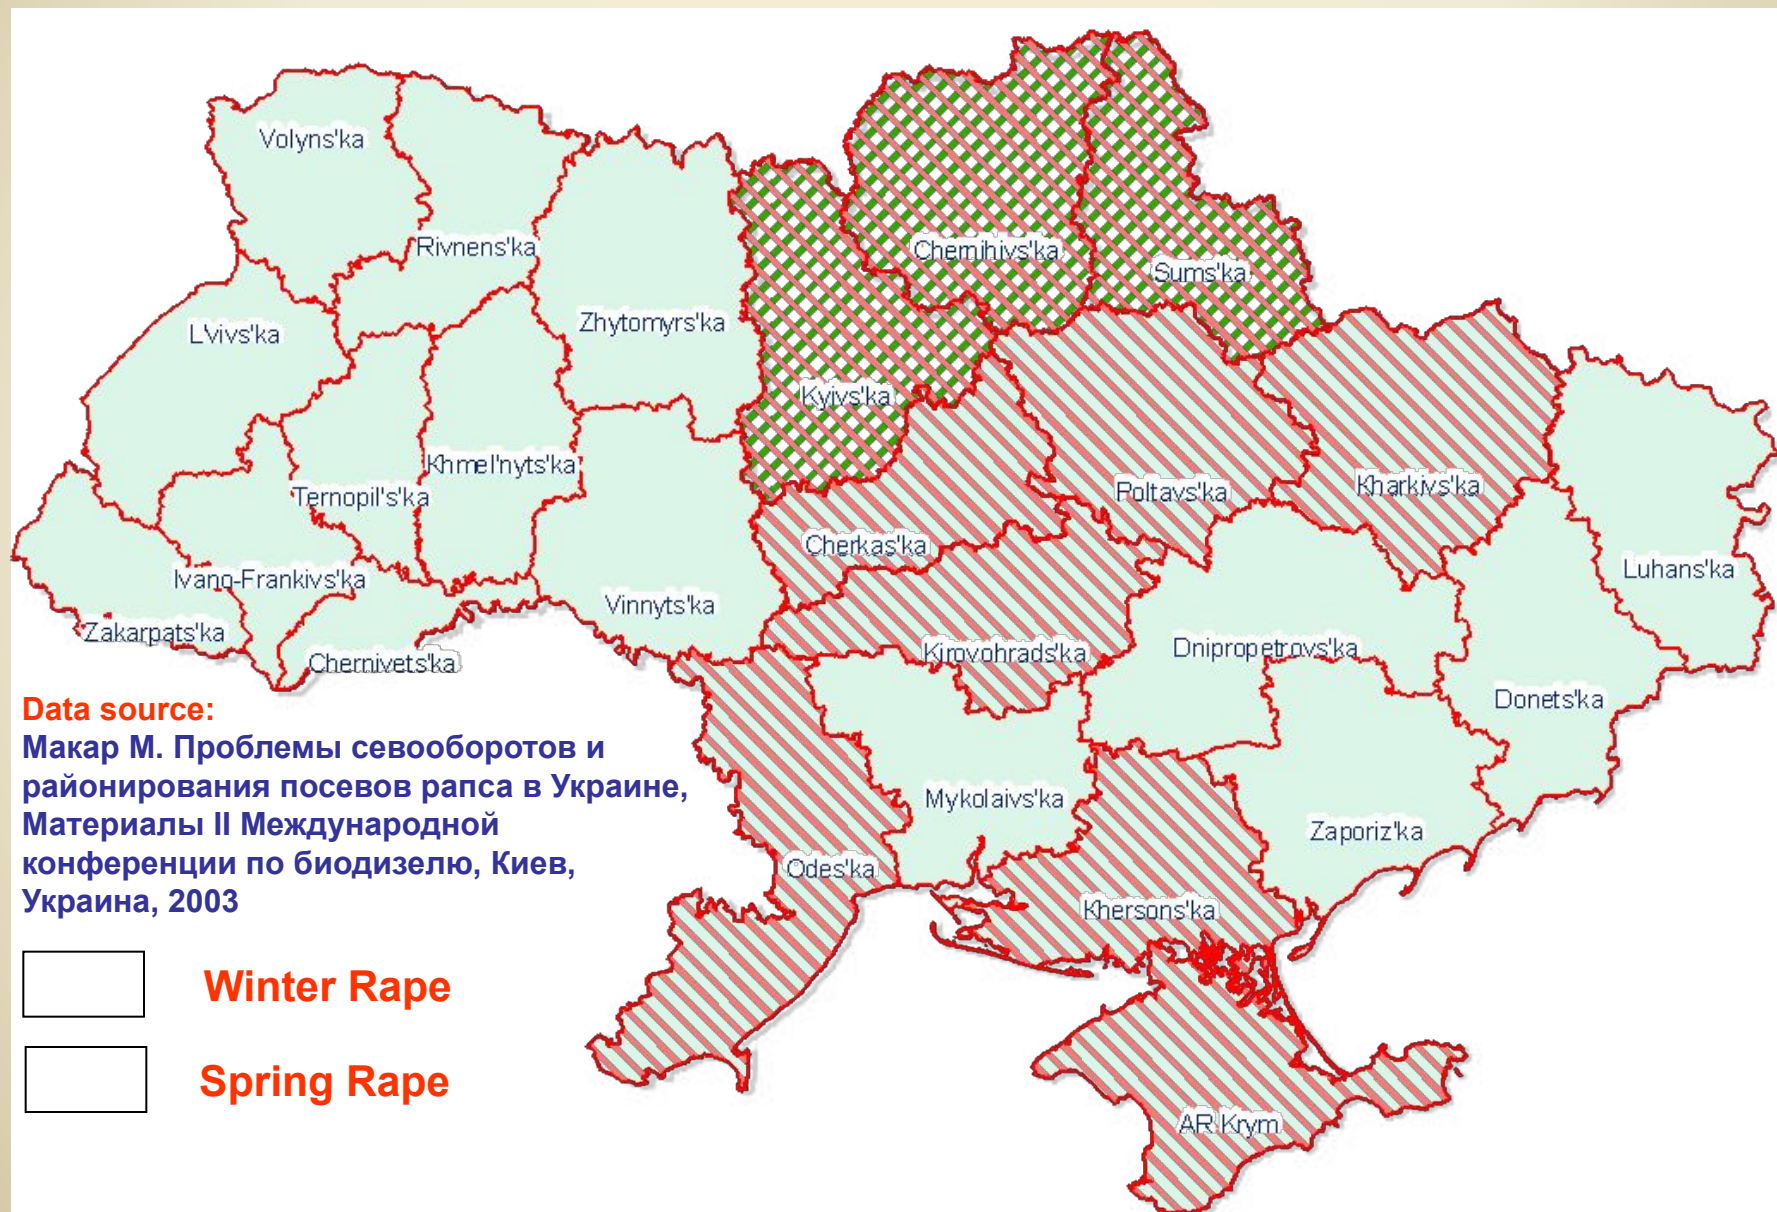 Volyns'ka
Rivnens'ka
Chernihivs'ka
Sums'ka
L'vivs'ka
Zhytomyrs'ka
Kyivs'ka
Khmel'nyts'ka
Ternopil's'ka
Poltavs'ka
Kharkivs'ka
Cherkas'ka
Ivano-Frankivs'ka
Luhans'ka
Vinnyts'ka
Zakarpats'ka
Chernivets'ka
Kirovohrads'ka
Dnipropetrovs'ka
Donets'ka
Mykolaivs'ka
Zaporiz'ka
Odes'ka
Khersons'ka
AR Krym
Data source:
Макар М. Проблемы севооборотов и
районирования посевов рапса в Украине,
Материалы II Международной
конференции по биодизелю, Киев,
Украина, 2003
Winter Rape
Spring Rape